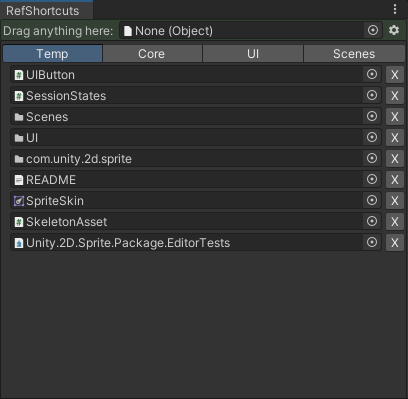 RefShortcuts
Drag anything here: None (Object)
Temp Core UI Scenes
UIButton X
SessionStates X
Scenes X
UI X
com.unity.2d.sprite X
README X
SpriteSkin X
SkeletonAsset X
Unity.2D.Sprite.Package.EditorTests X